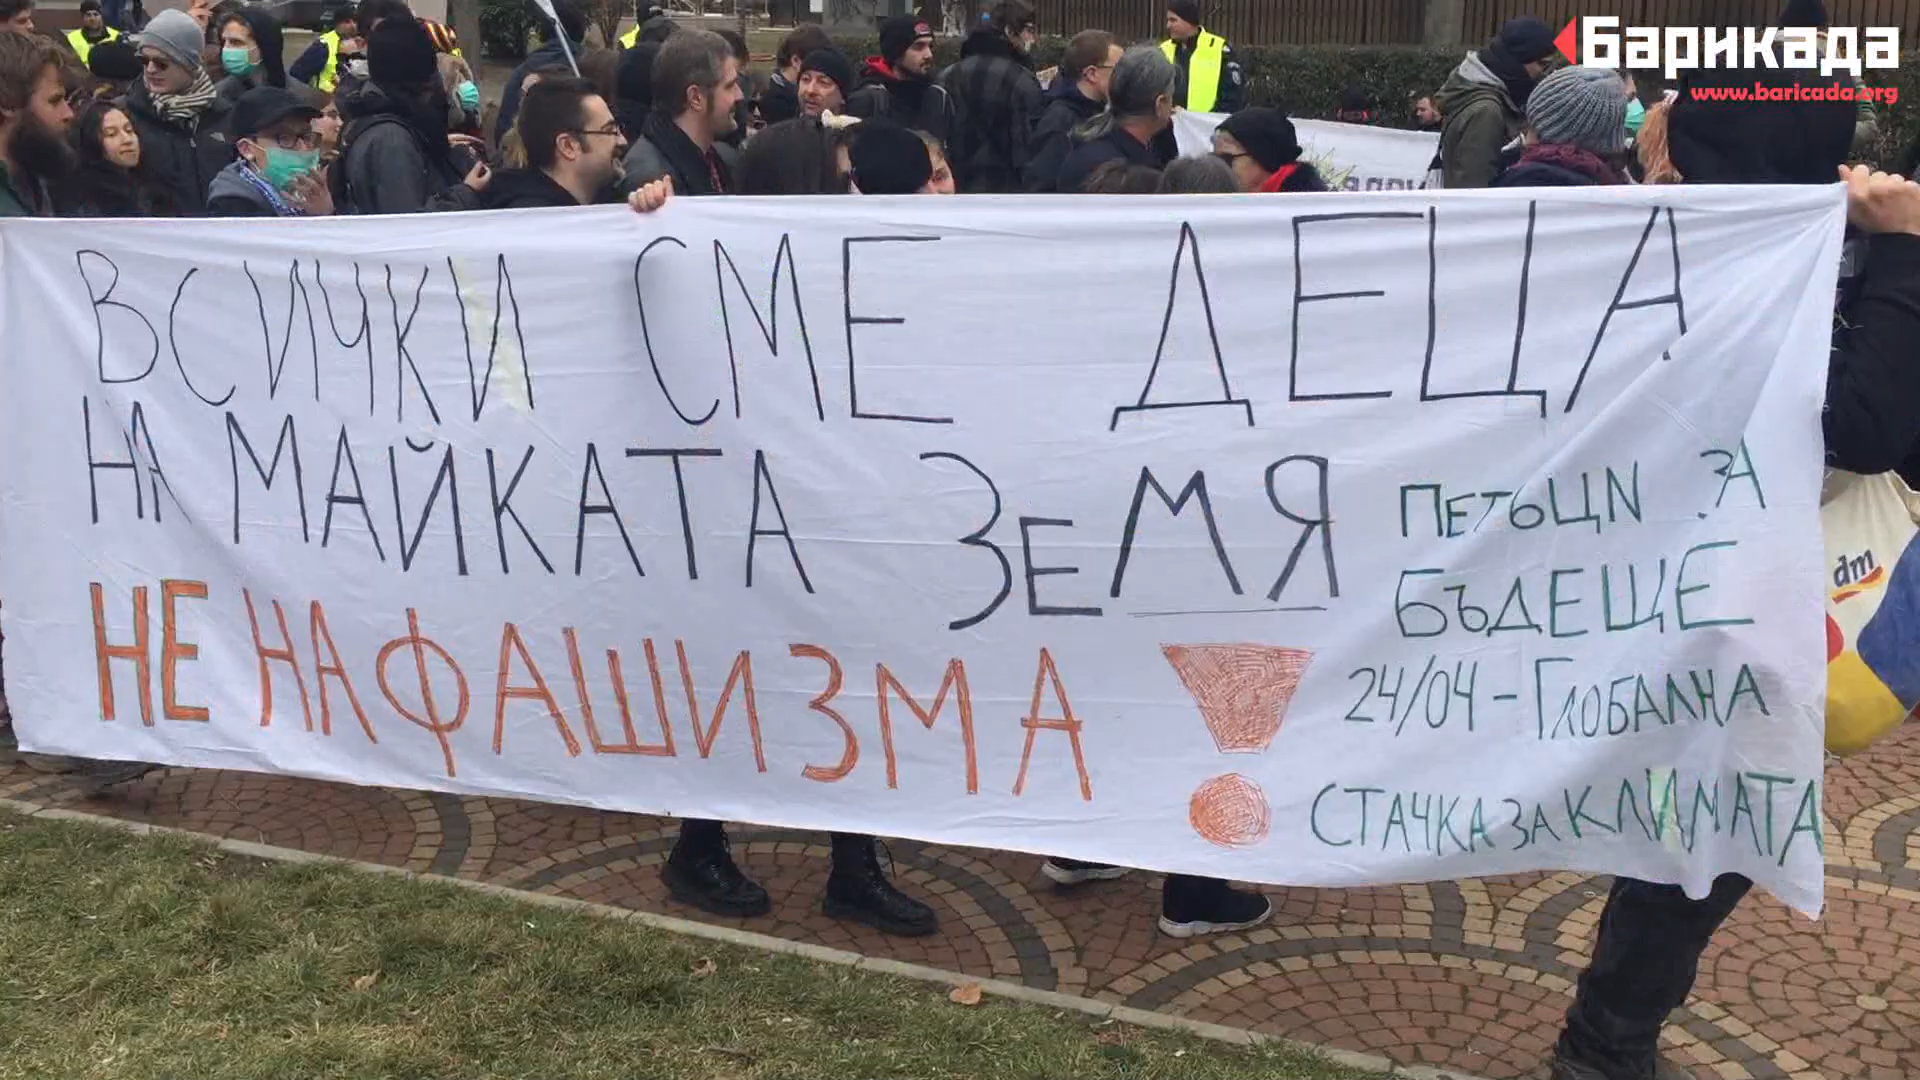 Барикада
www.baricada.org
ВСИЧКИ СМЕ ДЕЦА
НА МАЙКАТА ЗЕМЯ
НЕ НА ФАШИЗМА!
ПЕТЪЦИ ЗА
БЪДЕЩЕ
24/04 - ГЛОБАЛНА
СТАЧКА ЗА КЛИМАТА
dm